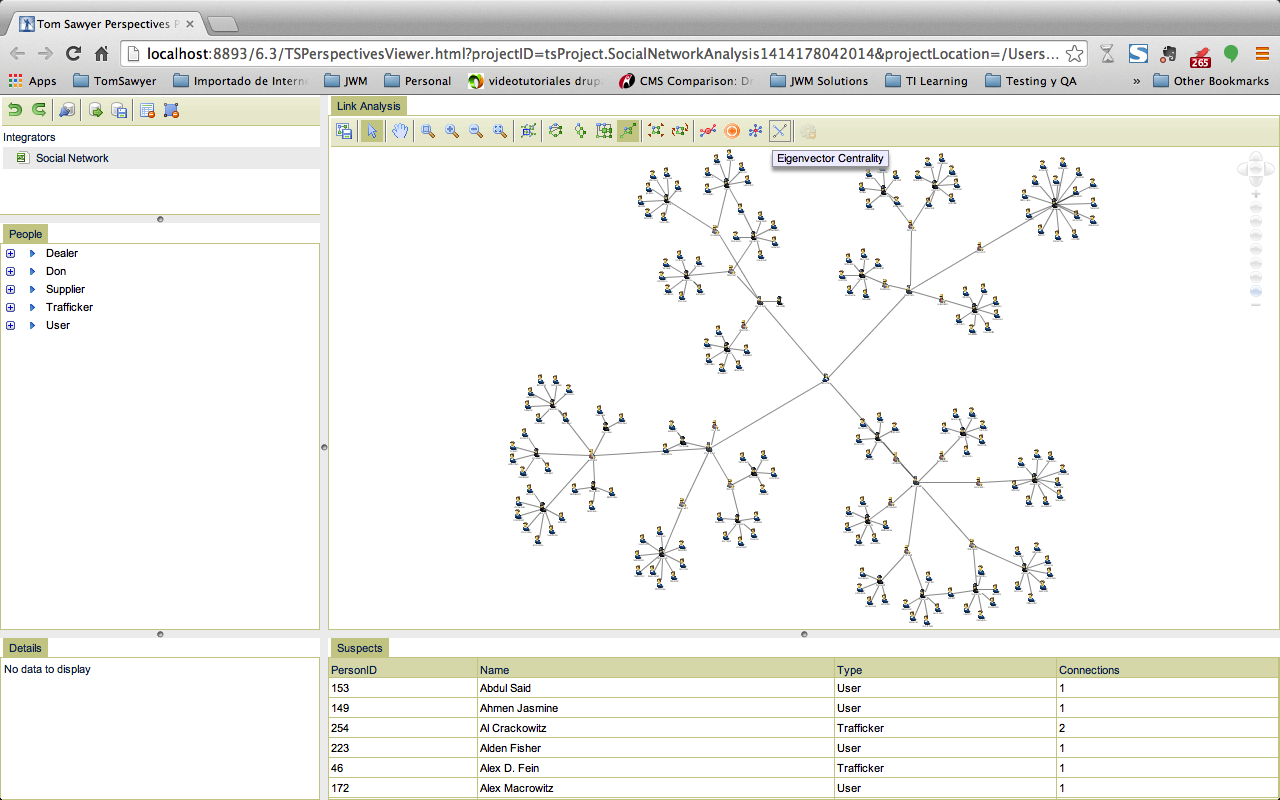 Tom Sawyer Perspectives P
localhost:8893/6.3/TSPerspectivesViewer.html?projectID=tsProject.SocialNetworkAnalysis1414178042014&projectLocation=/Users...
265
Apps TomSawyer Importado de Intern JWM Personal videotutoriales drup CMS Comparison: Dr JWM Solutions TI Learning Testing y QA » Other Bookmarks
Link Analysis
Integrators
Social Network
Eigenvector Centrality
People
Dealer
Don
Supplier
Trafficker
User
Details
No data to display
Suspects
PersonID Name Type Connections
153 Abdul Said User 1
149 Ahmen Jasmine User 1
254 Al Crackowitz Trafficker 2
223 Alden Fisher User 1
46 Alex D. Fein Trafficker 1
172 Alex Macrowitz User 1